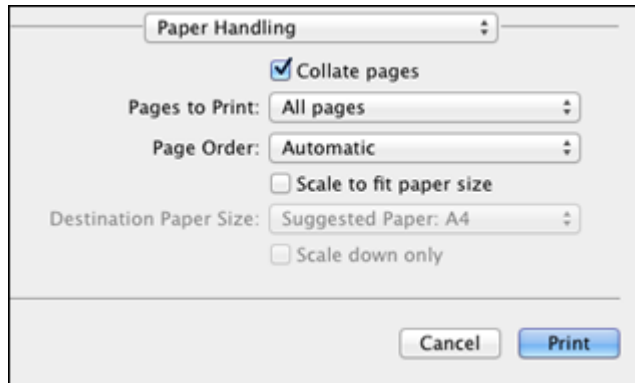 Paper Handling
Collate pages
Pages to Print: All pages
Page Order: Automatic
Scale to fit paper size
Destination Paper Size: Suggested Paper: A4
Scale down only
Cancel Print